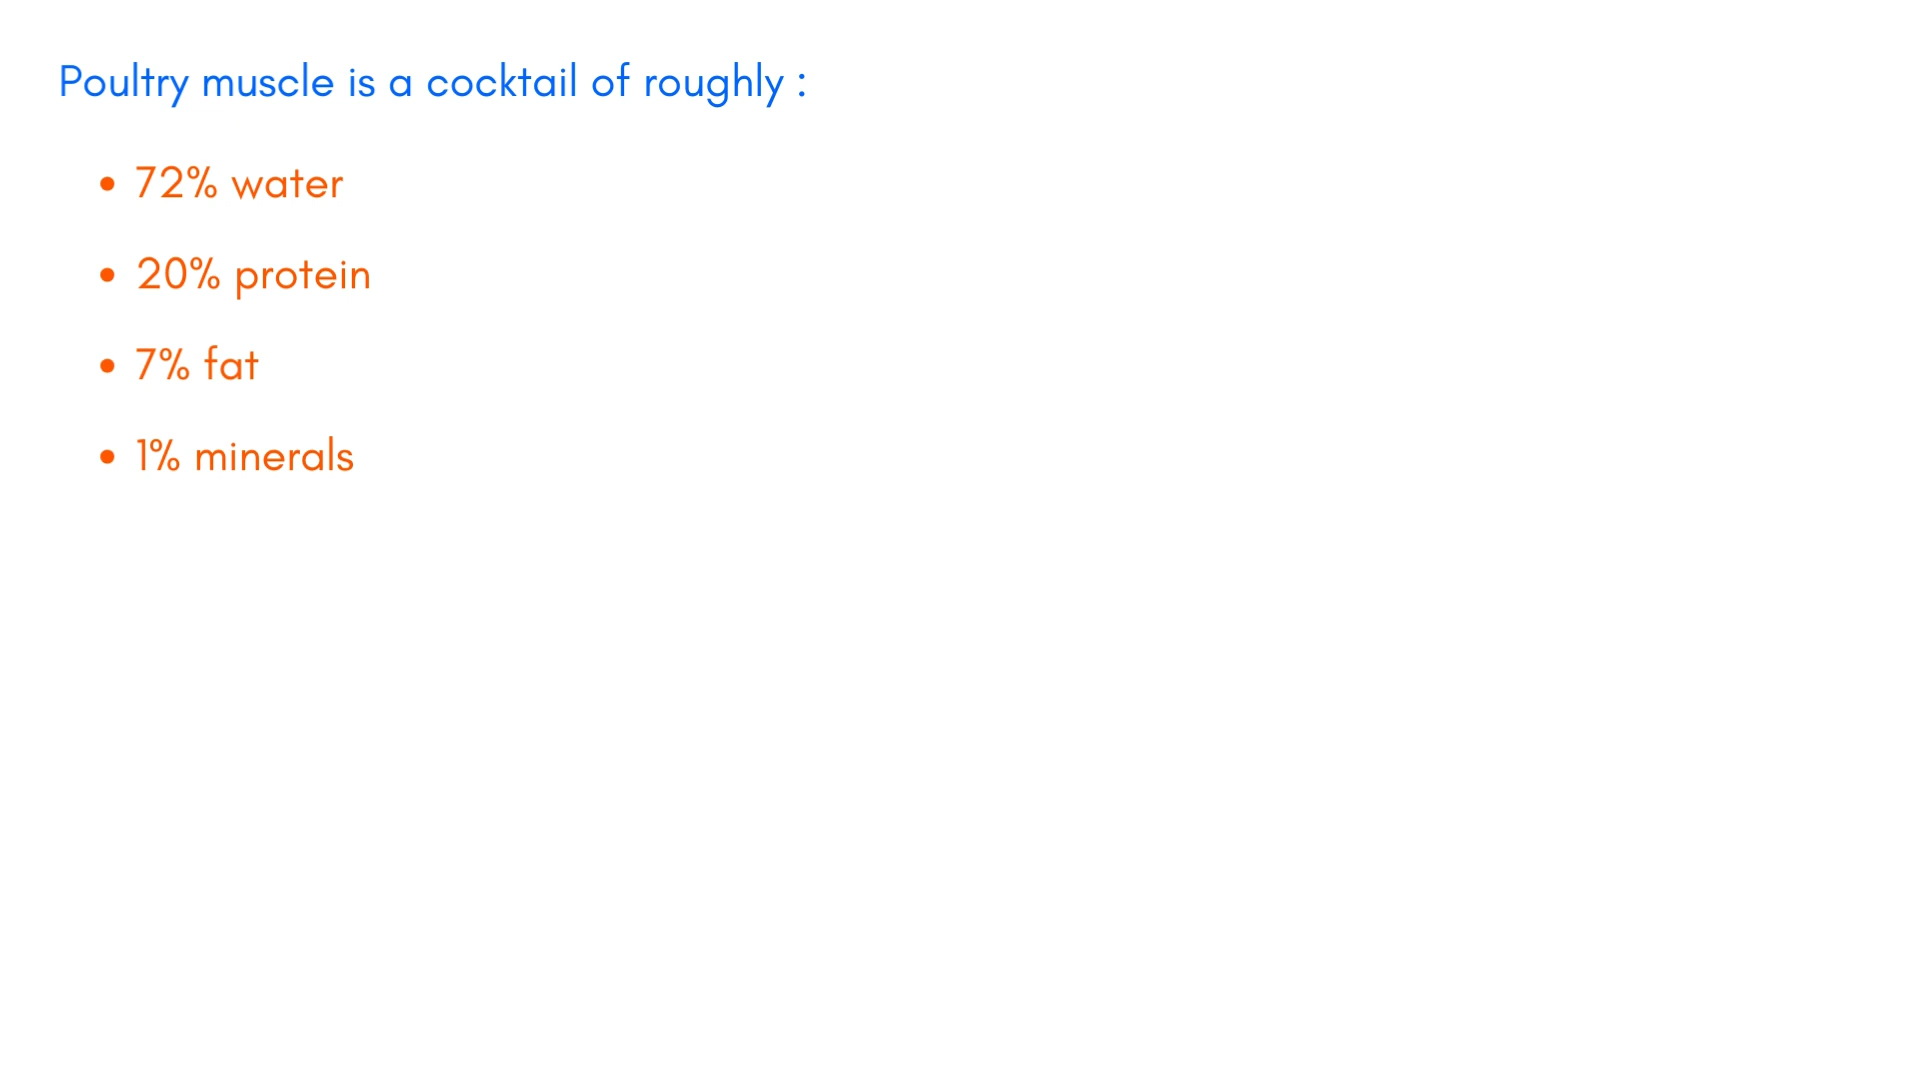 Poultry muscle is a cocktail of roughly :
• 72% water
• 20% protein
• 7% fat
• 1% minerals